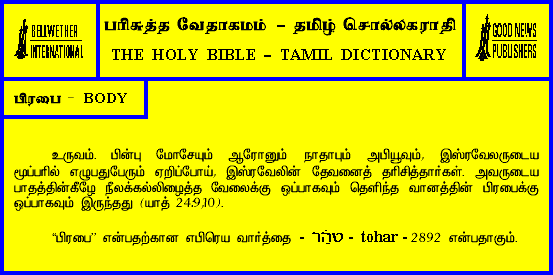 BELLWETHER
INTERNATIONAL
பரிசுத்த வேதாகமம் – தமிழ் சொல்லகராதி
THE HOLY BIBLE – TAMIL DICTIONARY
GOOD NEWS
PUBLISHERS
பிரபை - BODY
உருவம். பின்பு மோசேயும் ஆரோனும் நாதாபும் அபியூவும், இஸ்ரவேலருடைய
மூப்பரில் எழுபதுபேரும் ஏறிப்போய், இஸ்ரவேலின் தேவனைத் தரிசித்தார்கள். அவருடைய
பாதத்தின்கீழே நீலக்கல்லிழைத்த வேலைக்கு ஒப்பாகவும் தெளிந்த வானத்தின் பிரபைக்கு
ஒப்பாகவும் இருந்தது (யாத் 24.9,10).
“பிரபை” என்பதற்கான எபிரெய வார்த்தை - טֹהַר - tohar - 2892 என்பதாகும்.